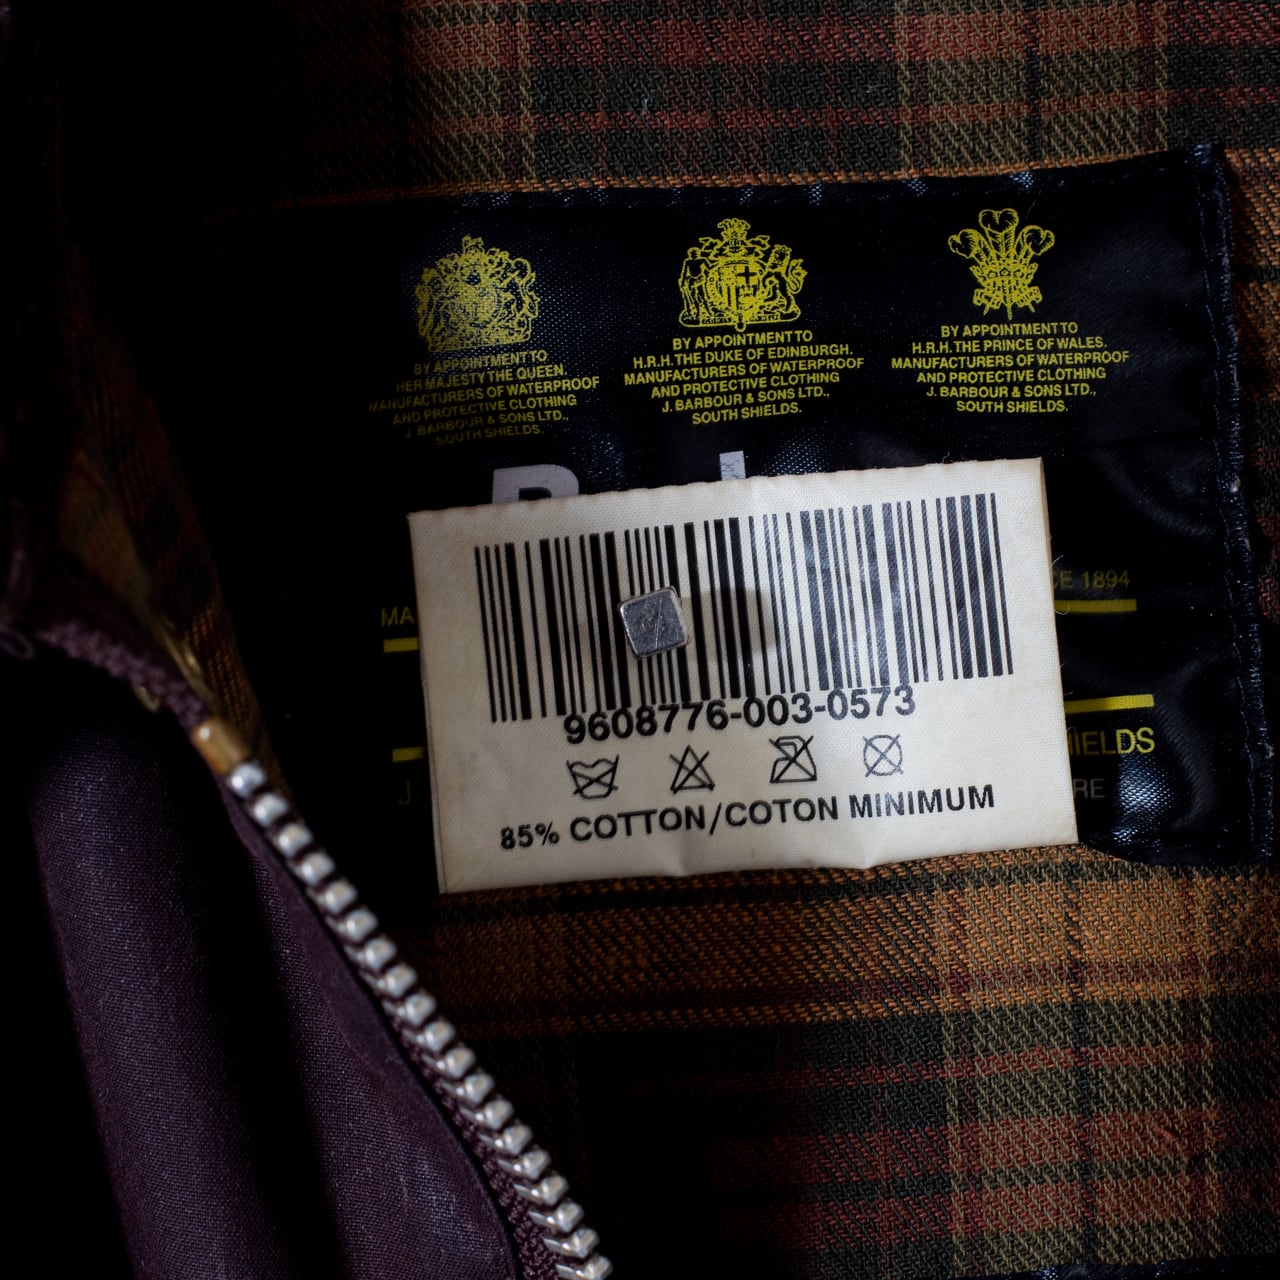 BY APPOINTMENT TO
HER MAJESTY THE QUEEN.
MANUFACTURERS OF WATERPROOF
AND PROTECTIVE CLOTHING
J. BARBOUR & SONS LTD.,
SOUTH SHIELDS.
BY APPOINTMENT TO
H.R.H. THE DUKE OF EDINBURGH.
MANUFACTURERS OF WATERPROOF
AND PROTECTIVE CLOTHING
J. BARBOUR & SONS LTD.,
SOUTH SHIELDS.
BY APPOINTMENT TO
H.R.H. THE PRINCE OF WALES.
MANUFACTURERS OF WATERPROOF
AND PROTECTIVE CLOTHING
J. BARBOUR & SONS LTD.,
SOUTH SHIELDS.
1894
9608776-003-0573
85% COTTON/COTON MINIMUM